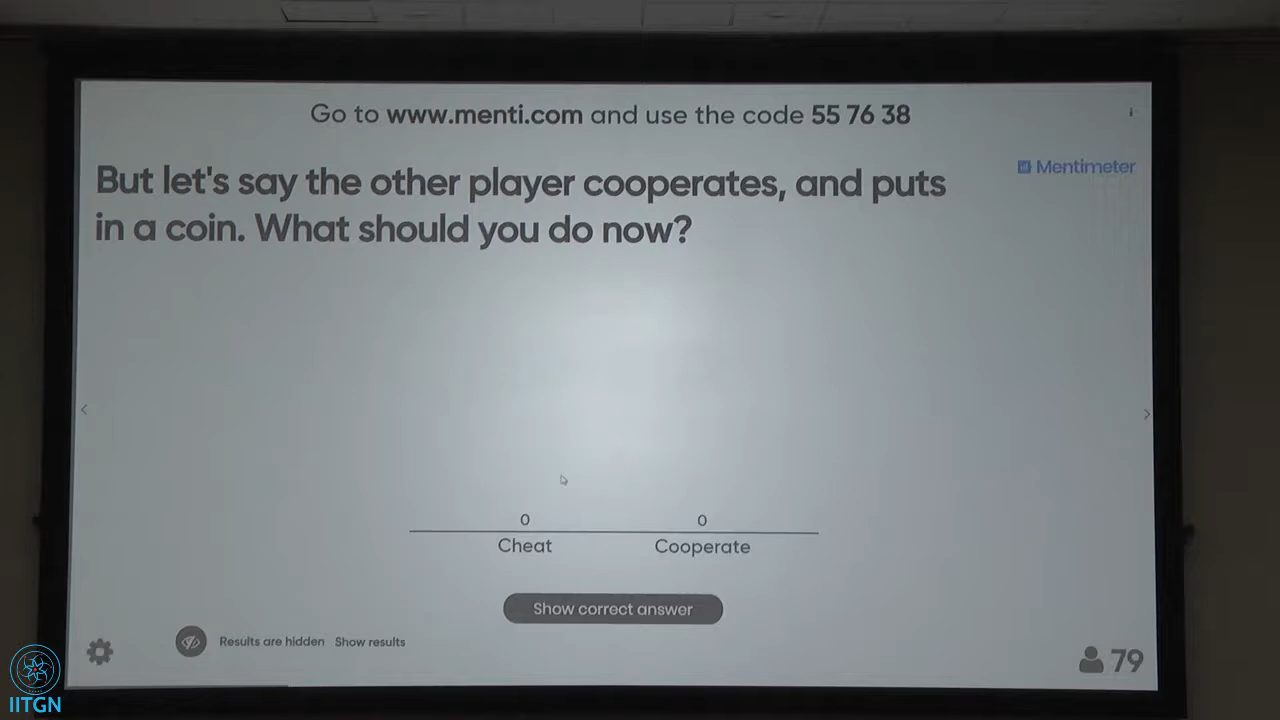 Go to www.menti.com and use the code 55 76 38
Mentimeter
But let's say the other player cooperates, and puts
in a coin. What should you do now?
0 0
Cheat Cooperate
Show correct answer
Results are hidden Show results
79
IITGN